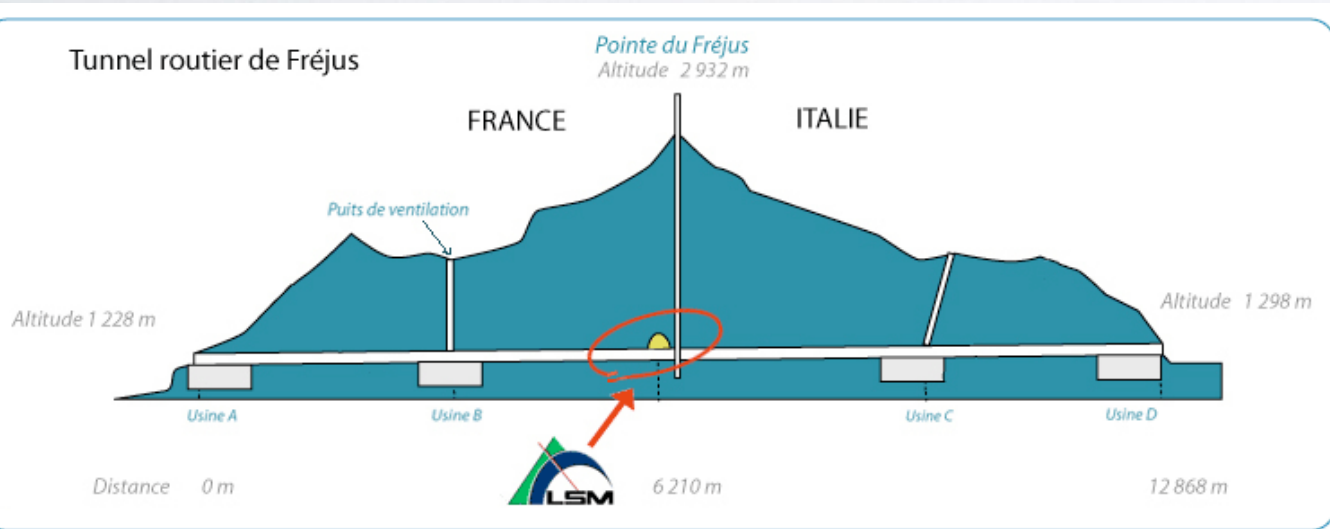 Tunnel routier de Fréjus
Pointe du Fréjus
Altitude 2 932 m
FRANCE
ITALIE
Puits de ventilation
Altitude 1 228 m
Altitude 1 298 m
Usine A
Usine B
Usine C
Usine D
Distance 0 m
LSM
6 210 m
12 868 m